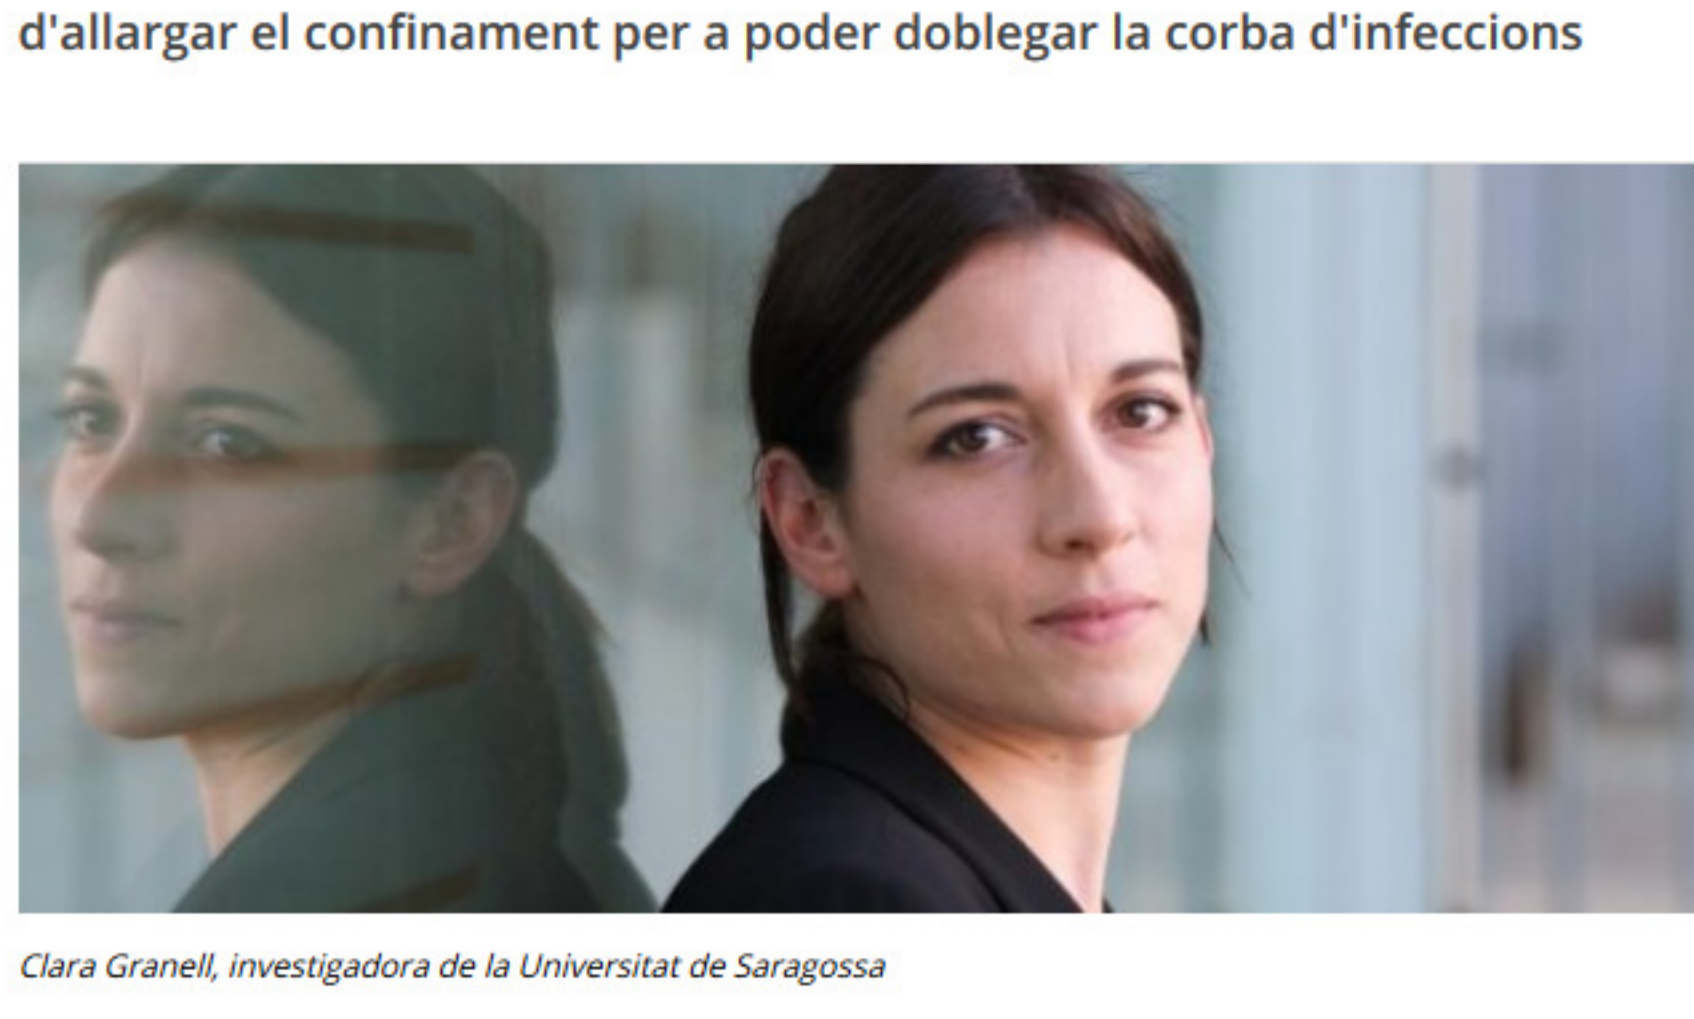 d'allargar el confinament per a poder doblegar la corba d'infeccions
Clara Granell, investigadora de la Universitat de Saragossa